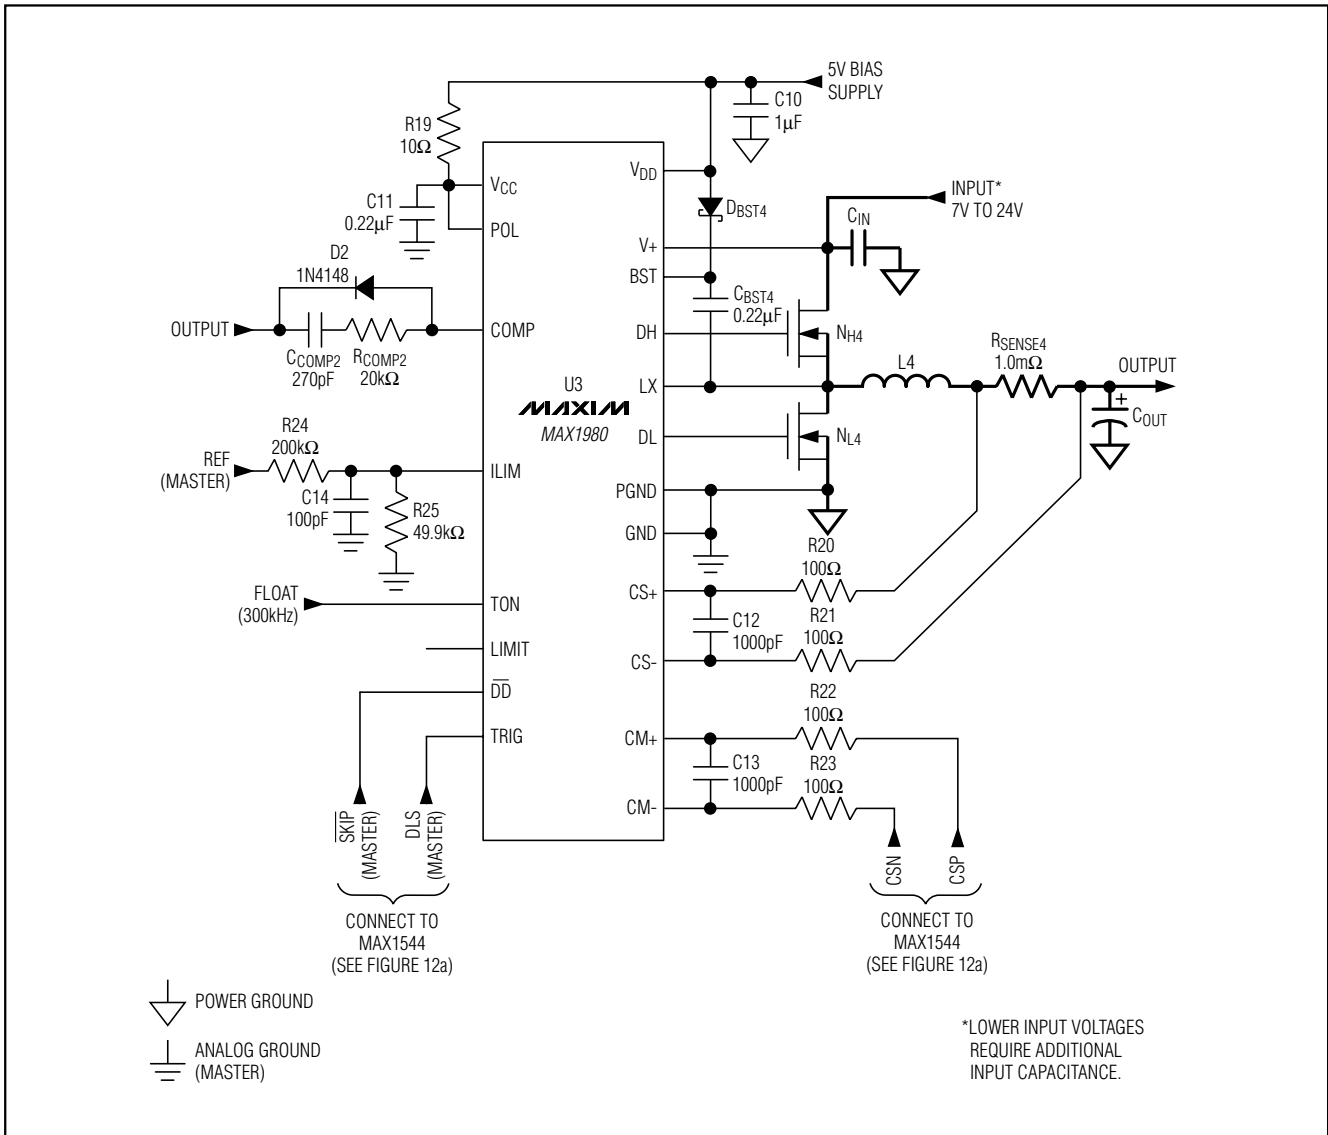 5V BIAS
SUPPLY
C10
1µF
R19
10Ω
VDD
VCC
C11
0.22µF
POL
DBST4
INPUT*
7V TO 24V
CIN
V+
BST
D2
1N4148
CBST4
0.22µF
OUTPUT
COMP
DH
NH4
CCOMP2
270pF
RCOMP2
20kΩ
RSENSE4
1.0mΩ
L4
OUTPUT
U3
LX
MAXIM
MAX1980
+
COUT
DL
NL4
R24
200kΩ
REF
(MASTER)
ILIM
C14
100pF
R25
49.9kΩ
PGND
GND
R20
100Ω
FLOAT
(300kHz)
TON
CS+
C12
1000pF
R21
100Ω
LIMIT
CS-
DD
R22
100Ω
TRIG
CM+
C13
1000pF
R23
100Ω
CM-
SKIP
(MASTER)
DLS
(MASTER)
CSN
CSP
CONNECT TO
MAX1544
(SEE FIGURE 12a)
CONNECT TO
MAX1544
(SEE FIGURE 12a)
POWER GROUND
ANALOG GROUND
(MASTER)
*LOWER INPUT VOLTAGES
REQUIRE ADDITIONAL
INPUT CAPACITANCE.